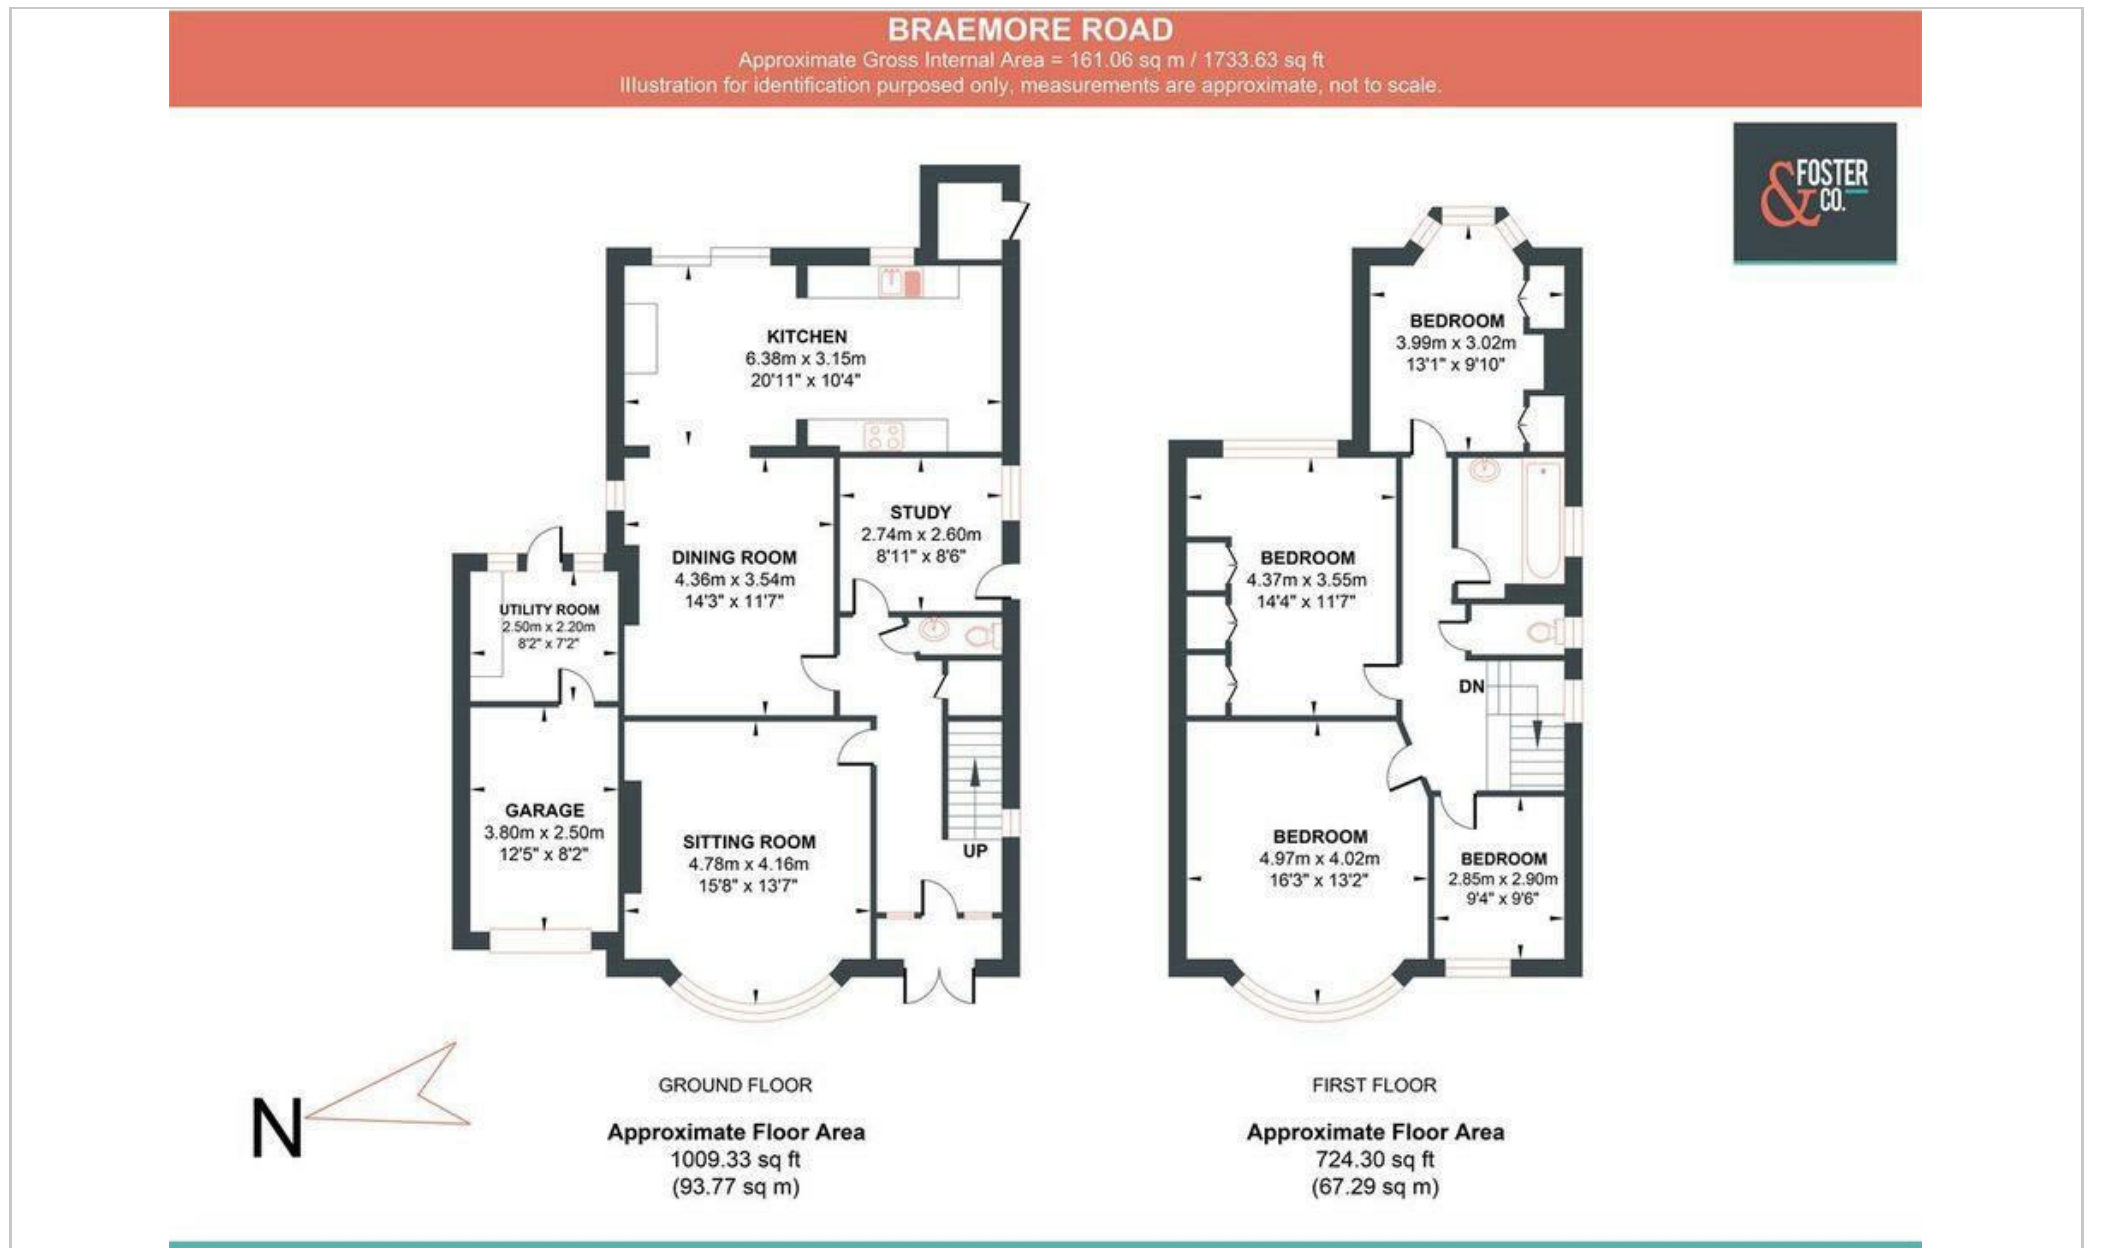 BRAEMORE ROAD
Approximate Gross Internal Area = 161.06 sq m / 1733.63 sq ft
Illustration for identification purposed only, measurements are approximate, not to scale.
&FOSTER
CO.
KITCHEN
6.38m x 3.15m
20'11" x 10'4"
STUDY
2.74m x 2.60m
8'11" x 8'6"
DINING ROOM
4.36m x 3.54m
14'3" x 11'7"
UTILITY ROOM
2.50m x 2.20m
8'2" x 7'2"
GARAGE
3.80m x 2.50m
12'5" x 8'2"
SITTING ROOM
4.78m x 4.16m
15'8" x 13'7"
UP
BEDROOM
3.99m x 3.02m
13'1" x 9'10"
BEDROOM
4.37m x 3.55m
14'4" x 11'7"
DN
BEDROOM
4.97m x 4.02m
16'3" x 13'2"
BEDROOM
2.85m x 2.90m
9'4" x 9'6"
N
GROUND FLOOR
Approximate Floor Area
1009.33 sq ft
(93.77 sq m)
FIRST FLOOR
Approximate Floor Area
724.30 sq ft
(67.29 sq m)